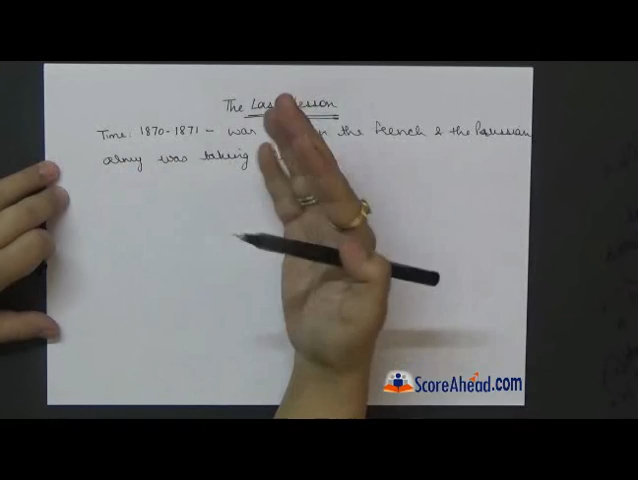 The Last Lesson
Time: 1870-1871 - war the French & the Prussian
army was taking
ScoreAhead.com